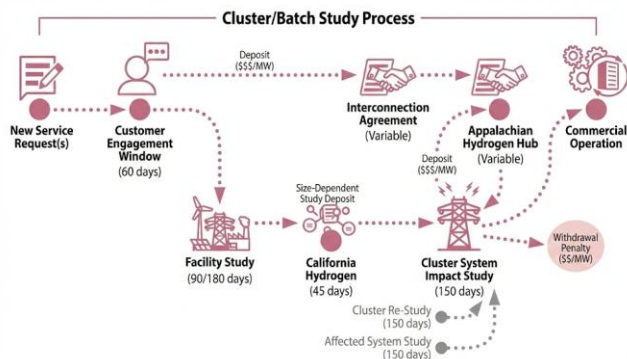 Cluster/Batch Study Process
Deposit
($$$/MW)
New Service
Request(s)
Customer
Engagement
Window
(60 days)
Interconnection
Agreement
(Variable)
Appalachian
Hydrogen Hub
(Variable)
Commercial
Operation
Deposit
($$$/MW)
Size-Dependent
Study Deposit
Facility Study
(90/180 days)
California
Hydrogen
(45 days)
Cluster System
Impact Study
(150 days)
Withdrawal
Penalty
($$/MW)
Cluster Re-Study
(150 days)
Affected System Study
(150 days)